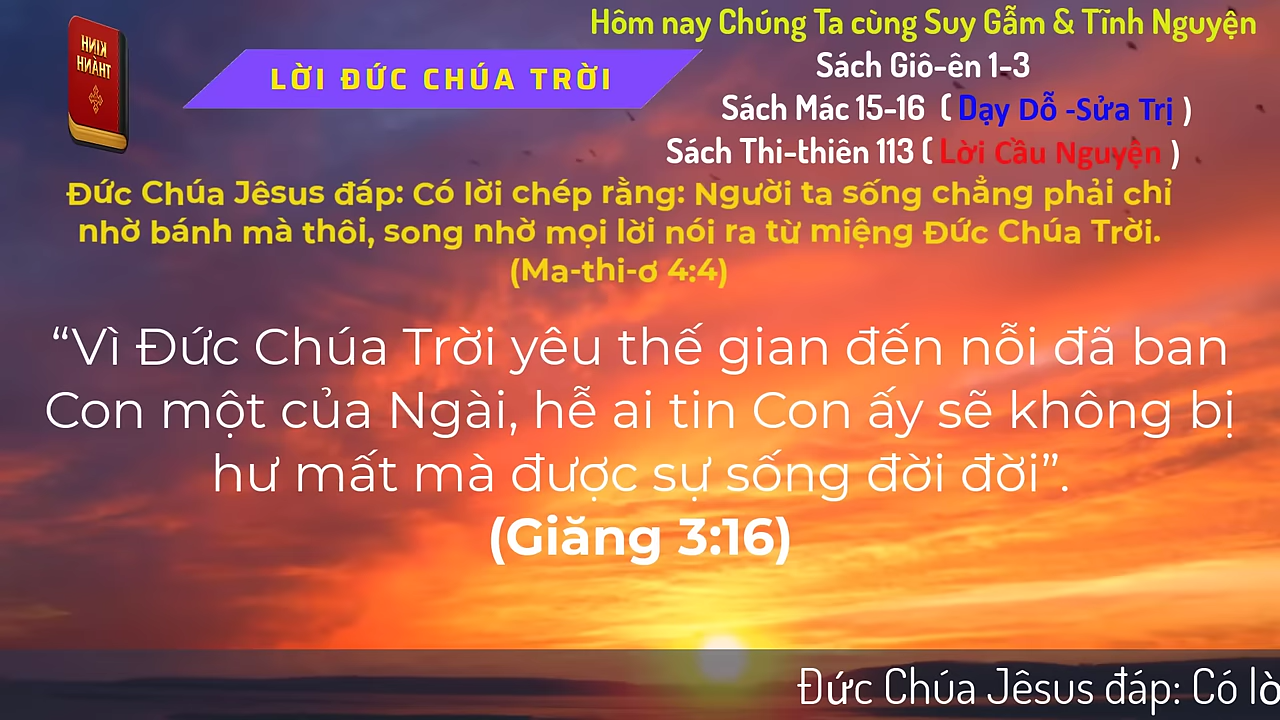 KINH
THÁNH
LỜI ĐỨC CHÚA TRỜI
Hôm nay Chúng Ta cùng Suy Gẫm & Tĩnh Nguyện
Sách Giô-ên 1-3
Sách Mác 15-16 ( Dạy Dỗ -Sửa Trị )
Sách Thi-thiên 113 ( Lời Cầu Nguyện )
Đức Chúa Jêsus đáp: Có lời chép rằng: Người ta sống chẳng phải chỉ
nhờ bánh mà thôi, song nhờ mọi lời nói ra từ miệng Đức Chúa Trời.
(Ma-thi-ơ 4:4)
“Vì Đức Chúa Trời yêu thế gian đến nỗi đã ban
Con một của Ngài, hễ ai tin Con ấy sẽ không bị
hư mất mà được sự sống đời đời”.
(Giăng 3:16)
Đức Chúa Jêsus đáp: Có lờ